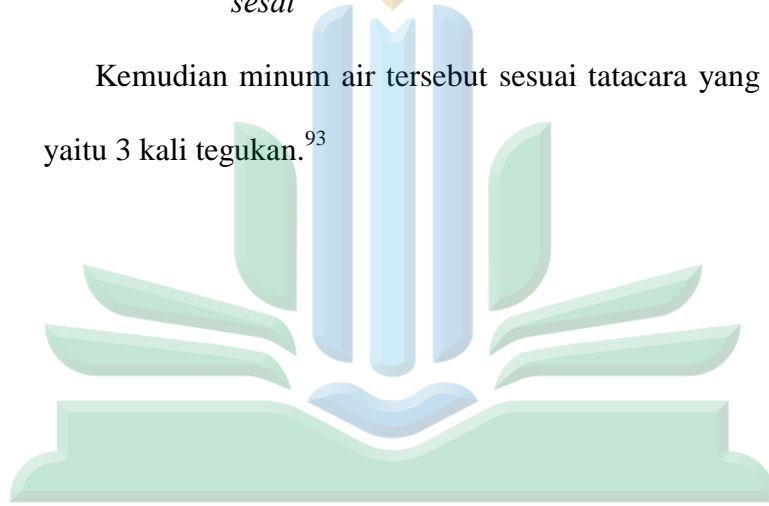 sesai
Kemudian minum air tersebut sesuai tatacara yang
yaitu 3 kali tegukan.93